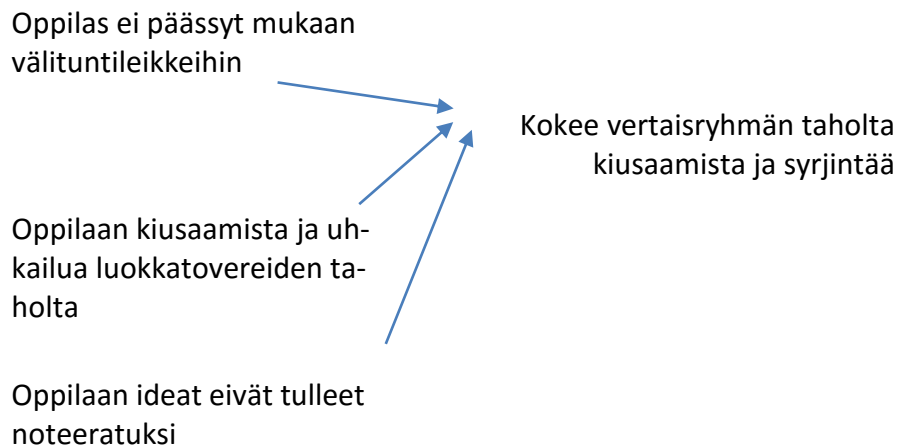 Oppilas ei päässyt mukaan
välituntileikkeihin
Kokee vertaisryhmän taholta
kiusaamista ja syrjintää
Oppilaan kiusaamista ja uh-
kailua luokkatovereiden ta-
holta
Oppilaan ideat eivät tulleet
noteeratuksi